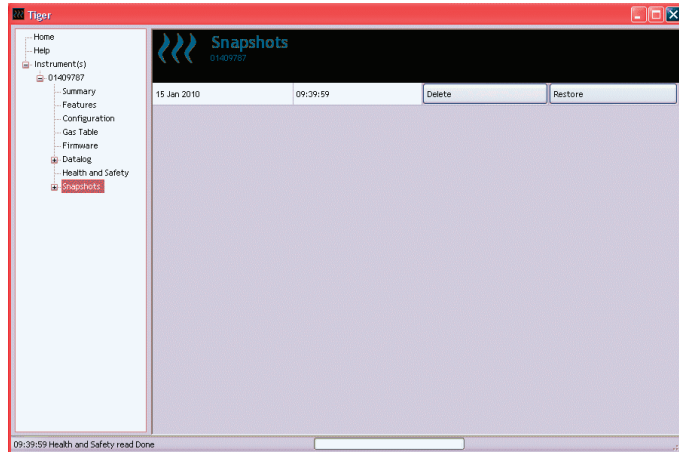 Tiger
Home
Help
Instrument(s)
01409787
Summary
Features
Configuration
Gas Table
Firmware
Datalog
Health and Safety
Snapshots
Snapshots
01409787
15 Jan 2010 09:39:59 Delete Restore
09:39:59 Health and Safety read Done